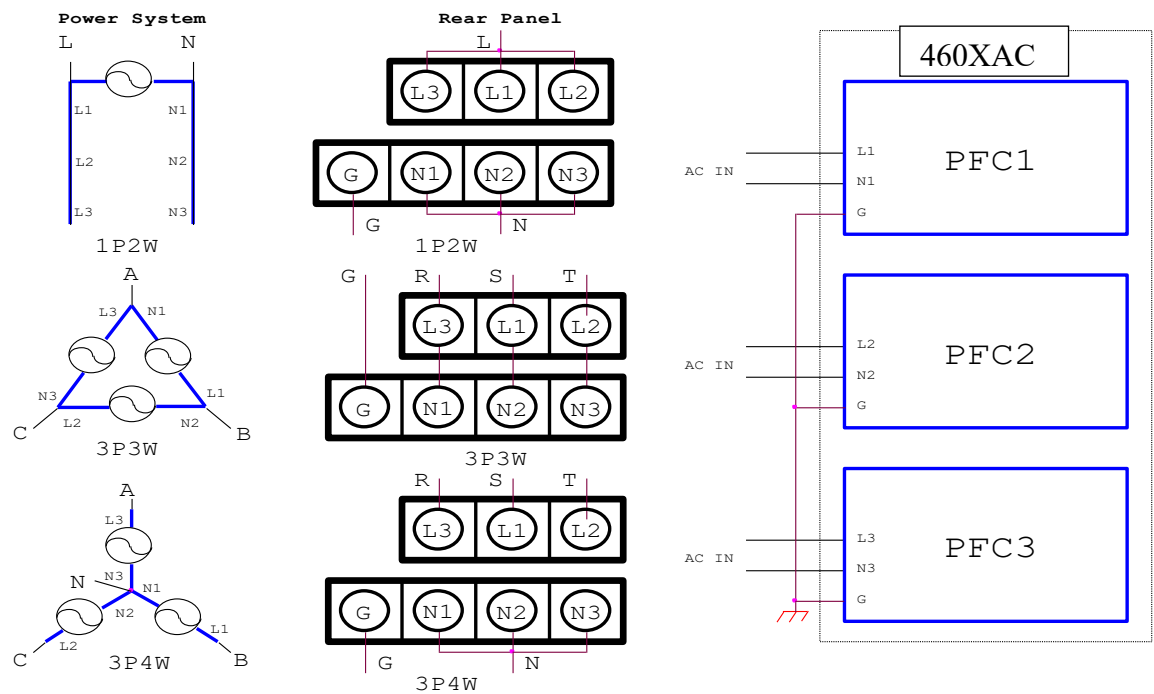 Power System
L N
L1 N1
L2 N2
L3 N3
1P2W
A
L3 N1
N3 L1
L2 N2
C B
3P3W
A
L3
N N3 N1
N2
L2 L1
C B
3P4W
Rear Panel
L
L3 L1 L2
G N1 N2 N3
G N
1P2W
G R S T
L3 L1 L2
G N1 N2 N3
3P3W
R S T
L3 L1 L2
G N1 N2 N3
G N
3P4W
460XAC
L1
AC IN
N1
G
PFC1
L2
AC IN
N2
G
PFC2
L3
AC IN
N3
G
PFC3